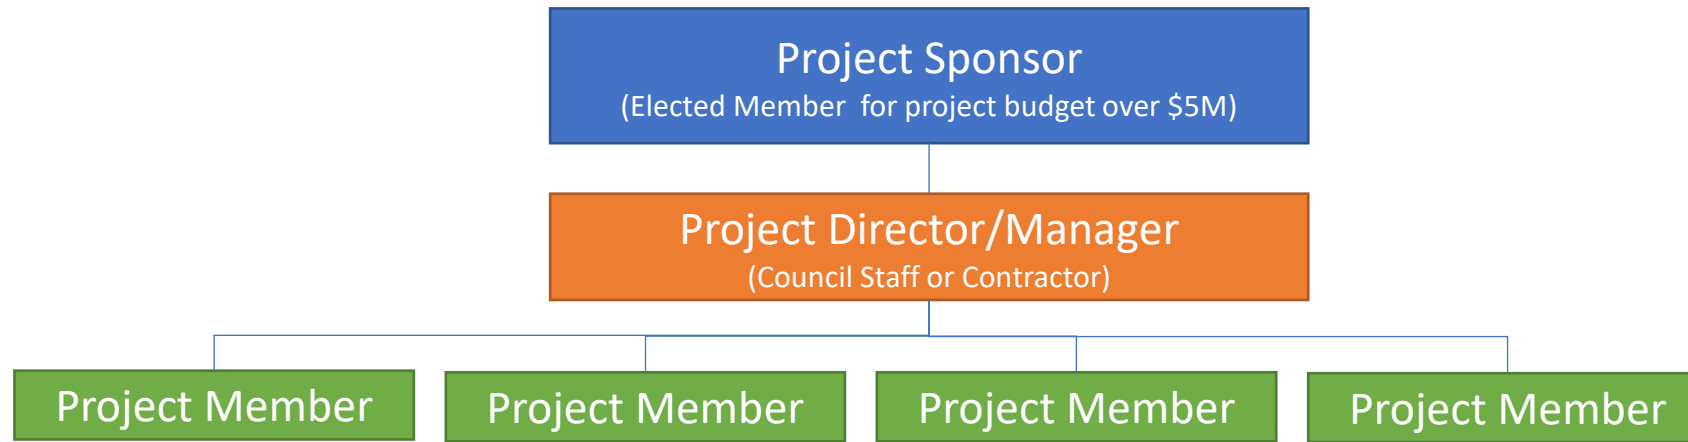 Project Sponsor
(Elected Member  for project budget over $5M)
Project Director/Manager
(Council Staff or Contractor)
Project Member
Project Member
Project Member
Project Member